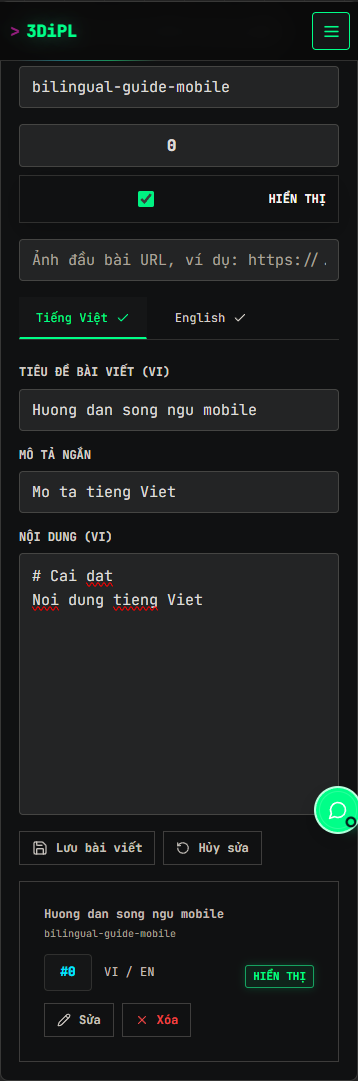 > 3DiPL
bilingual-guide-mobile
0
HIỂN THỊ
Ảnh đầu bài URL, ví dụ: https://.
Tiếng Việt
English
TIÊU ĐỀ BÀI VIẾT (VI)
Huong dan song ngu mobile
MÔ TẢ NGẮN
Mo ta tieng Viet
NỘI DUNG (VI)
# Cai dat
Noi dung tieng Viet
Lưu bài viết
Hủy sửa
Huong dan song ngu mobile
bilingual-guide-mobile
#0
VI / EN
HIỂN THỊ
Sửa
Xóa